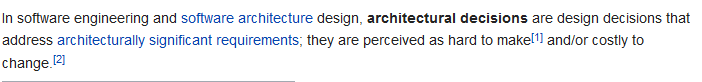 In software engineering and software architecture design, architectural decisions are design decisions that
address architecturally significant requirements; they are perceived as hard to make[1] and/or costly to
change.[2]